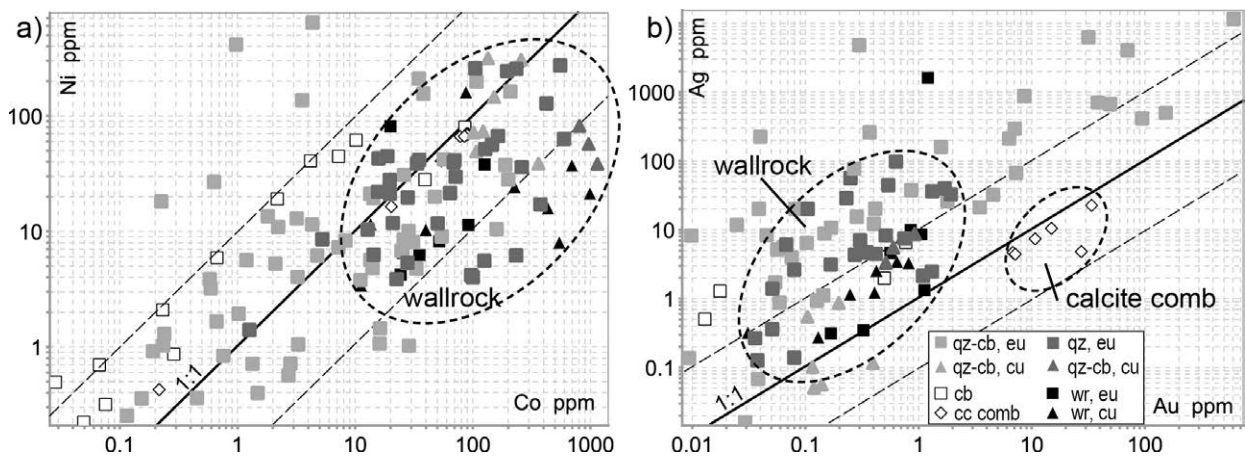 a)
Ni ppm
100
10
1
wallrock
1:1
Co ppm
0.1
1
10
100
1000
b)
Ag ppm
1000
100
10
1
0.1
wallrock
calcite comb
1:1
qz-cb, eu
qz, eu
qz-cb, cu
qz-cb, cu
cb
wr, eu
cc comb
wr, cu
Au ppm
0.01
0.1
1
10
100